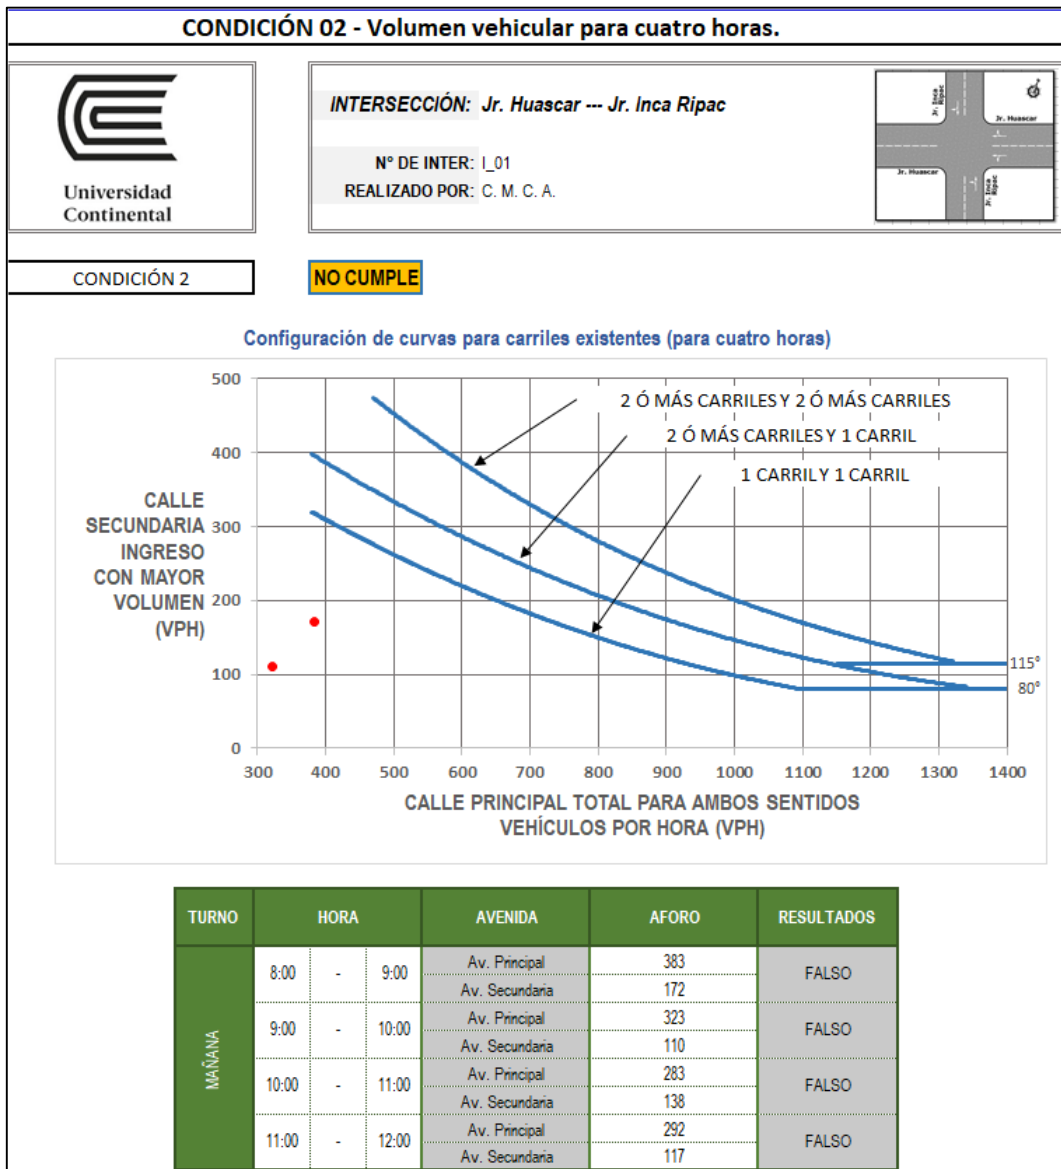 CONDICIÓN 02 - Volumen vehicular para cuatro horas.
Universidad
Continental
INTERSECCIÓN: Jr. Huascar --- Jr. Inca Ripac
N° DE INTER: I_01
REALIZADO POR: C. M. C. A.
Jr. Inca
Ripac
Jr. Huascar
Jr. Huascar
Jr. Inca
Ripac
CONDICIÓN 2
NO CUMPLE
Configuración de curvas para carriles existentes (para cuatro horas)
CALLE
SECUNDARIA
INGRESO
CON MAYOR
VOLUMEN
(VPH)
500
400
300
200
100
0
2 Ó MÁS CARRILES Y 2 Ó MÁS CARRILES
2 Ó MÁS CARRILES Y 1 CARRIL
1 CARRIL Y 1 CARRIL
115°
80°
300 400 500 600 700 800 900 1000 1100 1200 1300 1400
CALLE PRINCIPAL TOTAL PARA AMBOS SENTIDOS
VEHÍCULOS POR HORA (VPH)
TURNO HORA AVENIDA AFORO RESULTADOS
MAÑANA
8:00 - 9:00 Av. Principal 383 FALSO
Av. Secundaria 172
9:00 - 10:00 Av. Principal 323 FALSO
Av. Secundaria 110
10:00 - 11:00 Av. Principal 283 FALSO
Av. Secundaria 138
11:00 - 12:00 Av. Principal 292 FALSO
Av. Secundaria 117